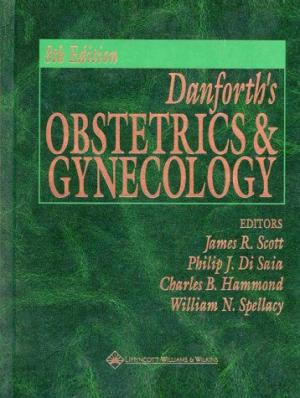 8th Edition
Danforth's
OBSTETRICS &
GYNECOLOGY
EDITORS
James R. Scott
Philip J. Di Saia
Charles B. Hammond
William N. Spellacy
LIPPINCOTT WILLIAMS & WILKINS